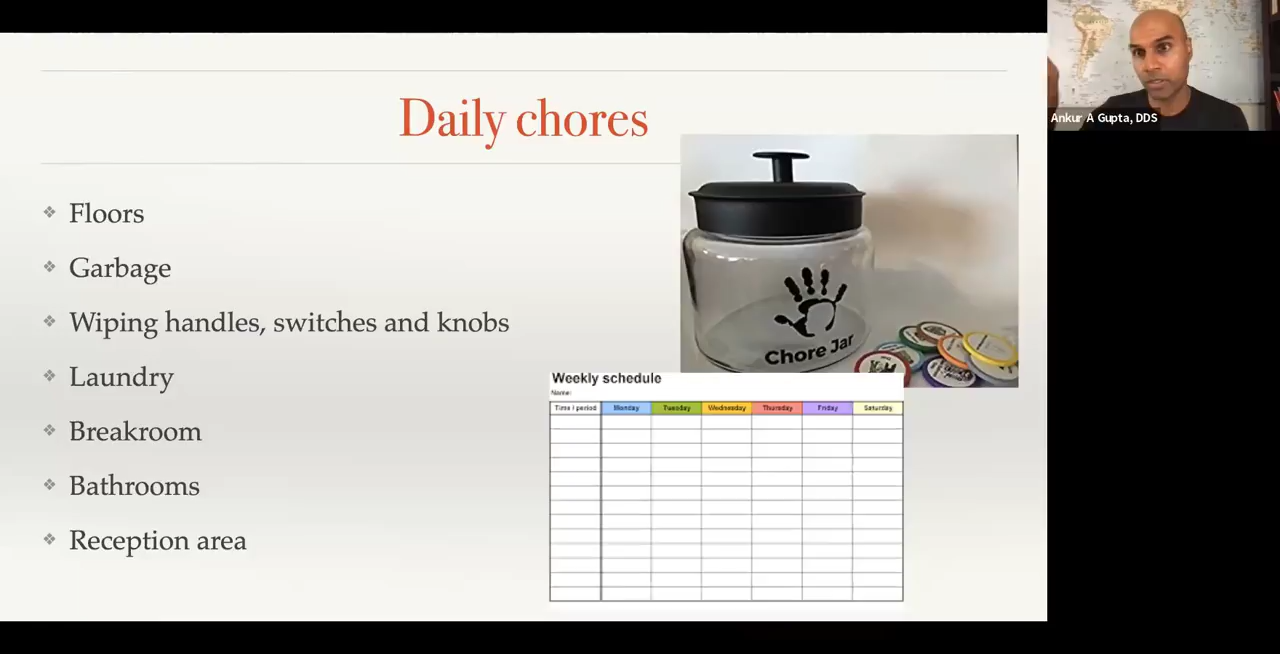 Daily chores
Floors
Garbage
Wiping handles, switches and knobs
Laundry
Breakroom
Bathrooms
Reception area
Chore Jar
Weekly schedule
Name:
Time / period Monday Tuesday Wednesday Thursday Friday Saturday
Ankur A Gupta, DDS